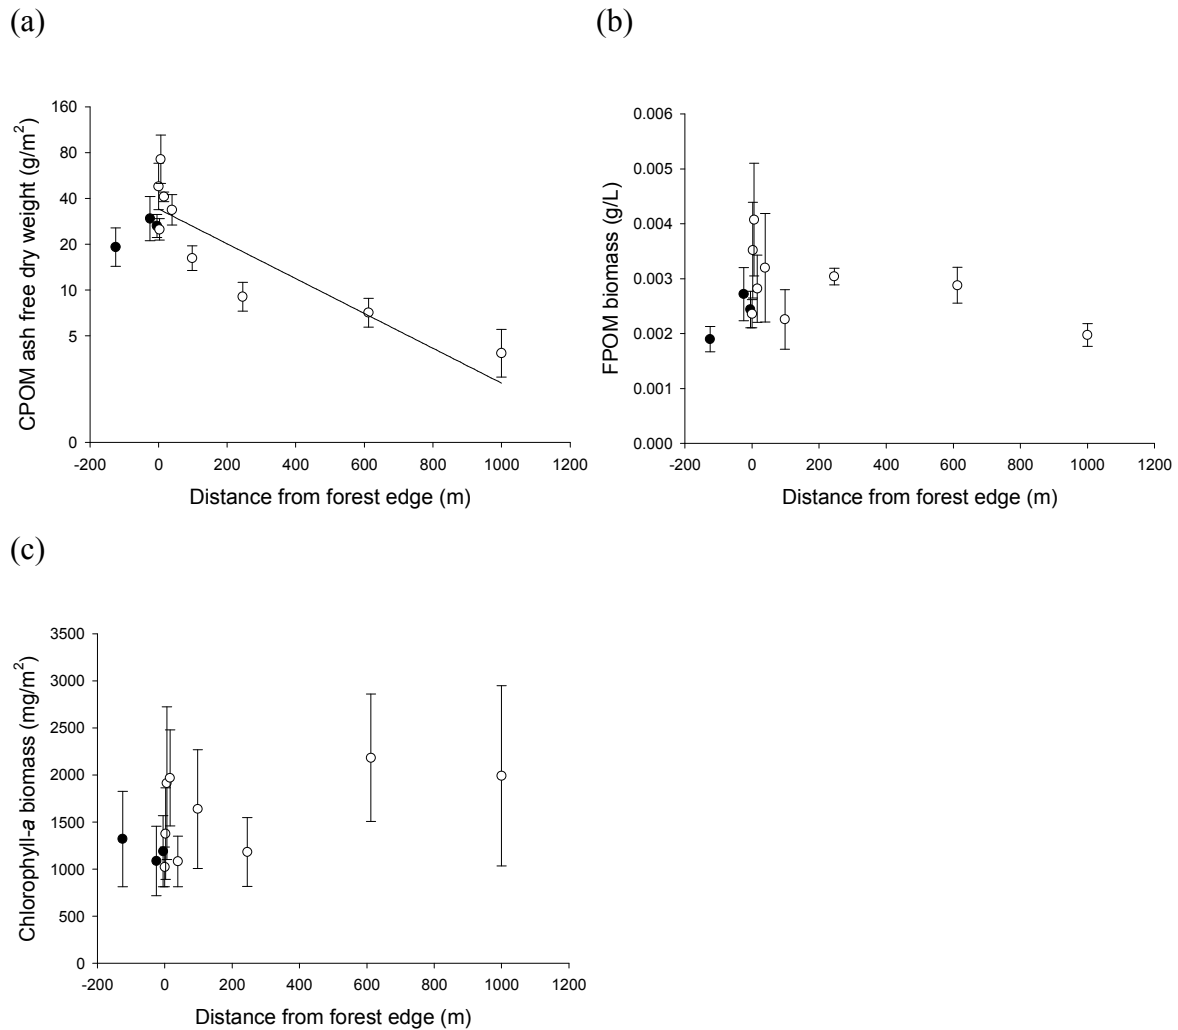 (a)
(b)
CPOM ash free dry weight (g/m²)
160
80
40
20
10
5
0
-200 0 200 400 600 800 1000 1200
Distance from forest edge (m)
FPOM biomass (g/L)
0.006
0.005
0.004
0.003
0.002
0.001
0.000
-200 0 200 400 600 800 1000 1200
Distance from forest edge (m)
(c)
Chlorophyll-a biomass (mg/m²)
3500
3000
2500
2000
1500
1000
500
0
-200 0 200 400 600 800 1000 1200
Distance from forest edge (m)